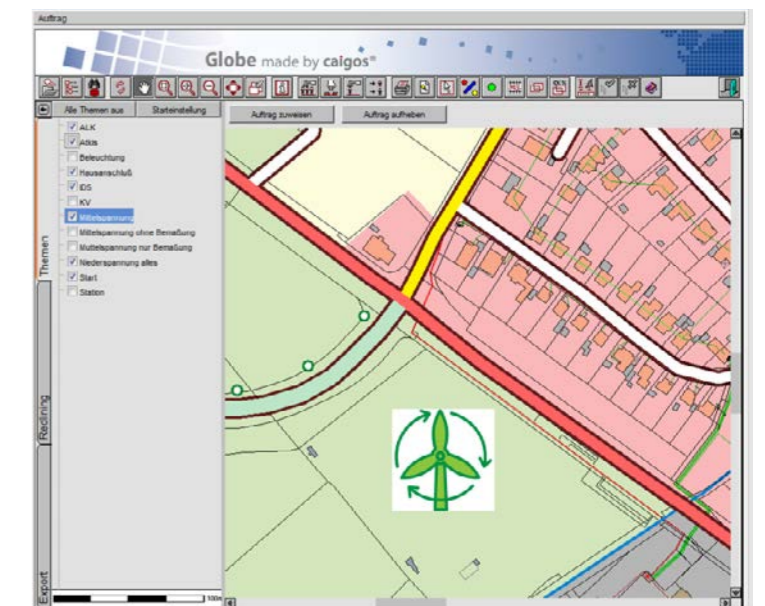 Auftrag
Globe made by caigos®
Alle Themen aus
Starteinstellung
Auftrag zuweisen
Auftrag aufheben
ALK
Atkis
Beleuchtung
Hausanschluß
IDS
KV
Mittelspannung
Mittelspannung ohne Bemaßung
Muttelspannung nur Bemaßung
Niederspannung alles
Start
Station
Themen
Redlining
Export
100m